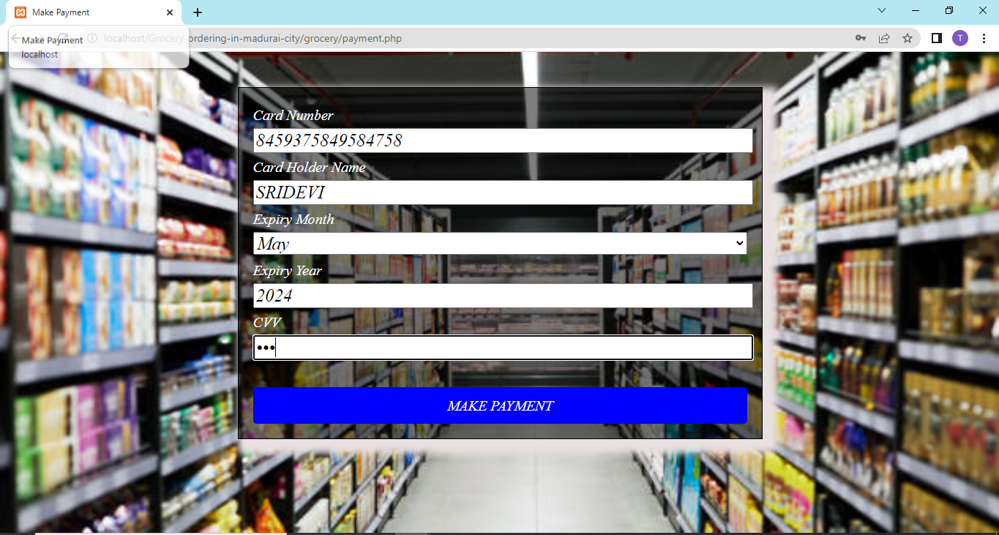 Make Payment
Make Payment
localhost
localhost/Grocery-ordering-in-madurai-city/grocery/payment.php
T
Card Number
8459375849584758
Card Holder Name
SRIDEVI
Expiry Month
May
Expiry Year
2024
CVV
•••
MAKE PAYMENT